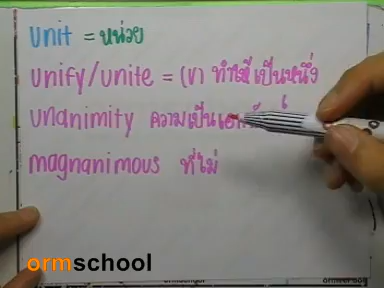 unit = หน่วย
unify/unite = (v) ทำให้เป็นหนึ่ง
unanimity ความเป็น
magnanimous ที่ไม่
ormschool